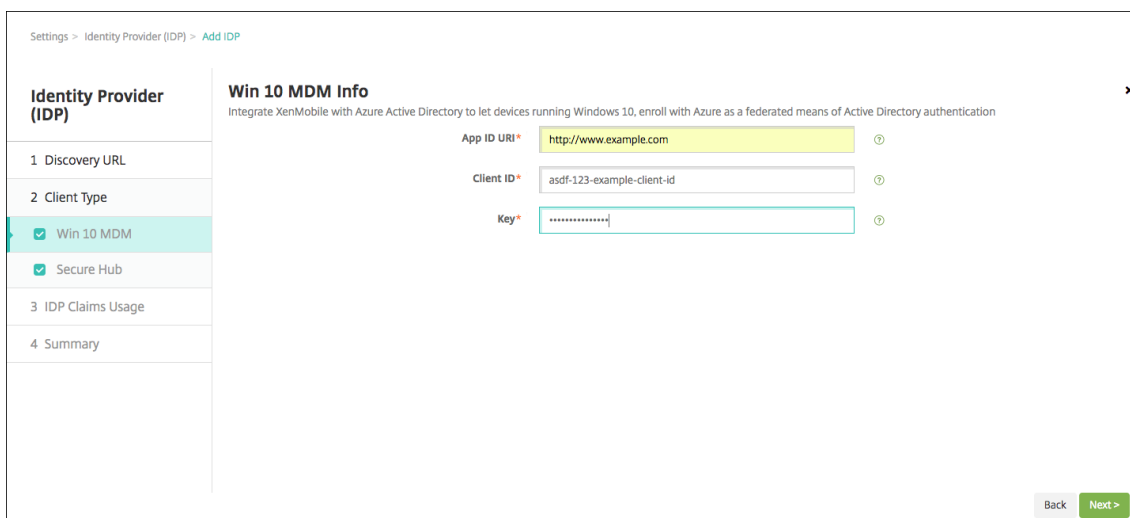 Settings > Identity Provider (IDP) > Add IDP
Identity Provider
(IDP)
1 Discovery URL
2 Client Type
Win 10 MDM
Secure Hub
3 IDP Claims Usage
4 Summary
Win 10 MDM Info
Integrate XenMobile with Azure Active Directory to let devices running Windows 10, enroll with Azure as a federated means of Active Directory authentication
App ID URI* http://www.example.com ?
Client ID* asdf-123-example-client-id ?
Key* ••••••••••••••• ?
Back Next >